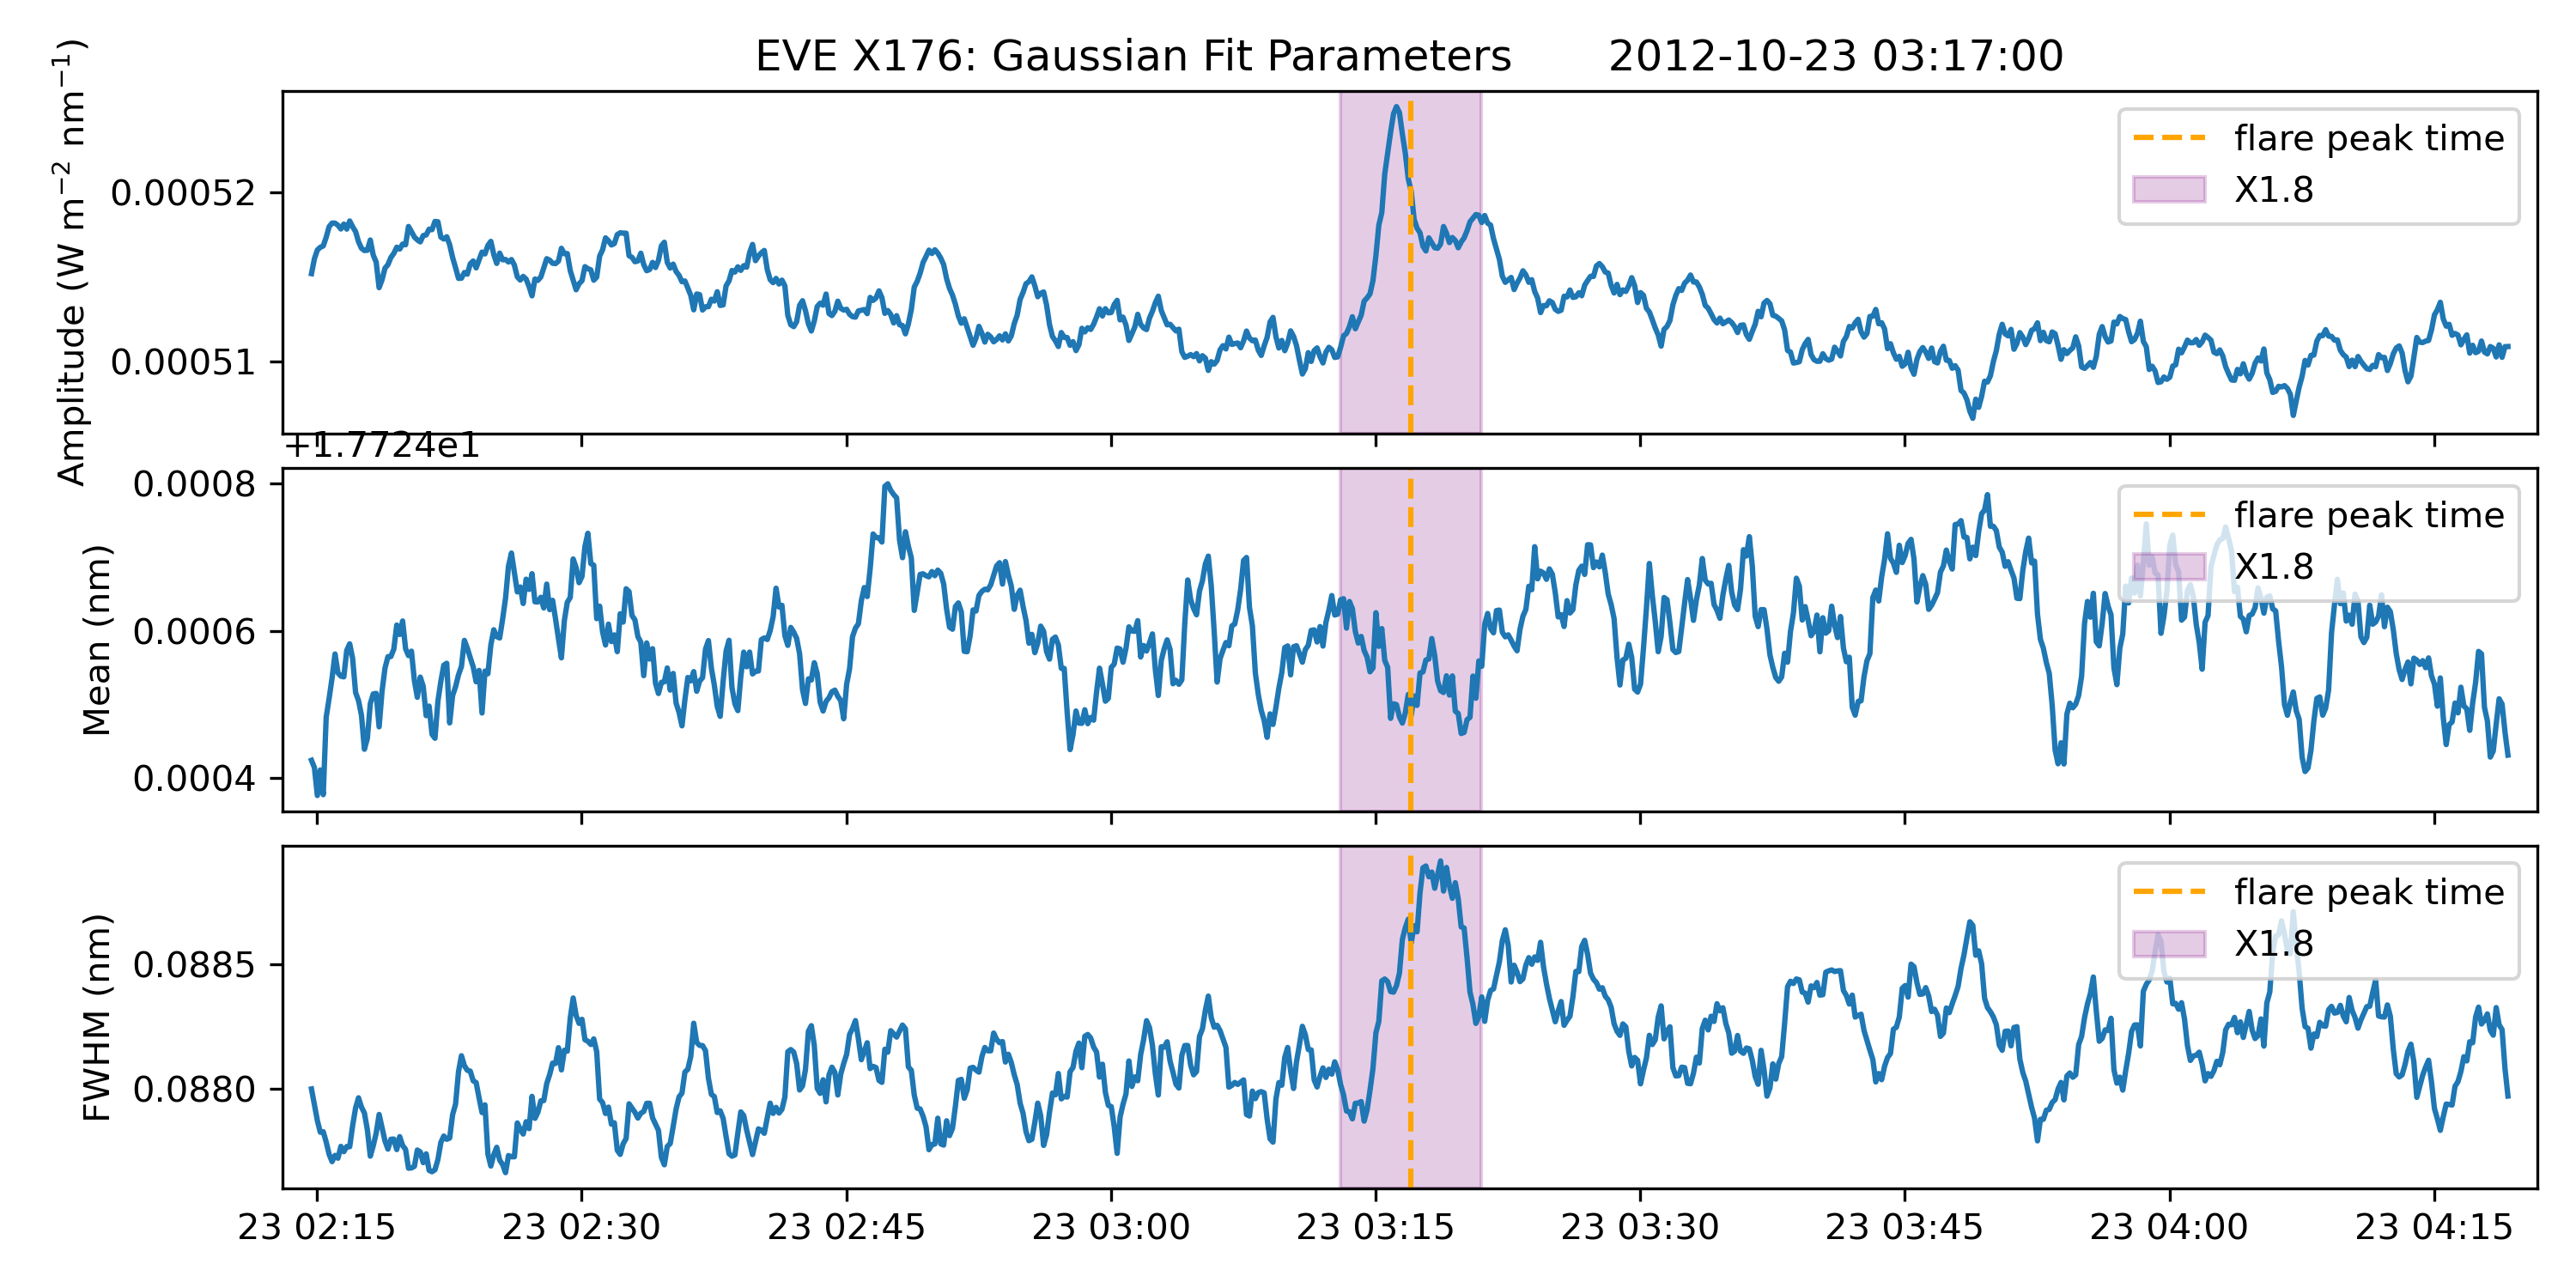 EVE X176: Gaussian Fit Parameters 2012-10-23 03:17:00
Amplitude (W m⁻² nm⁻¹)
0.00052
0.00051
flare peak time
X1.8
+1.7724e1
Mean (nm)
0.0008
0.0006
0.0004
flare peak time
X1.8
FWHM (nm)
0.0885
0.0880
flare peak time
X1.8
23 02:15 23 02:30 23 02:45 23 03:00 23 03:15 23 03:30 23 03:45 23 04:00 23 04:15